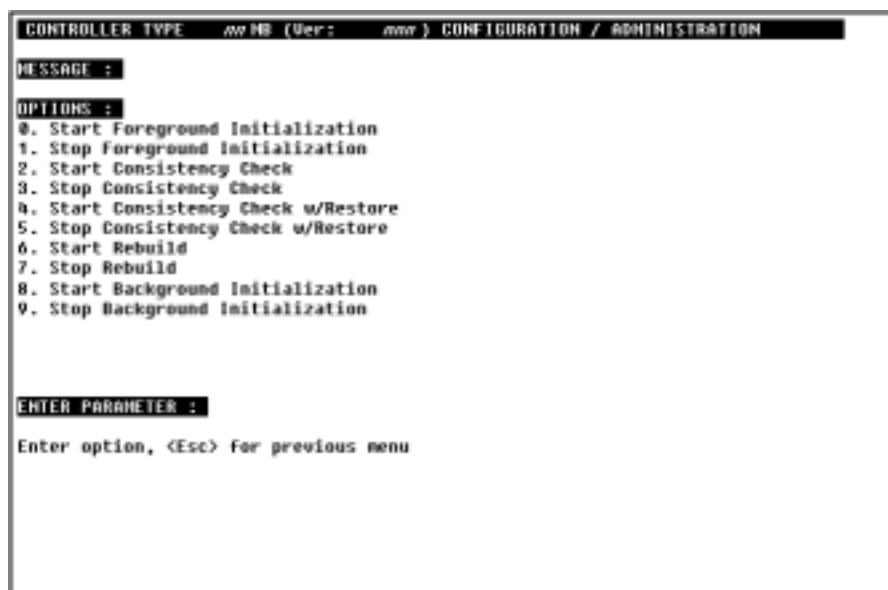 CONTROLLER TYPE nn MB (Ver: nnn ) CONFIGURATION / ADMINISTRATION
MESSAGE :
OPTIONS :
0. Start Foreground Initialization
1. Stop Foreground Initialization
2. Start Consistency Check
3. Stop Consistency Check
4. Start Consistency Check w/Restore
5. Stop Consistency Check w/Restore
6. Start Rebuild
7. Stop Rebuild
8. Start Background Initialization
9. Stop Background Initialization
ENTER PARAMETER :
Enter option, <Esc> for previous menu